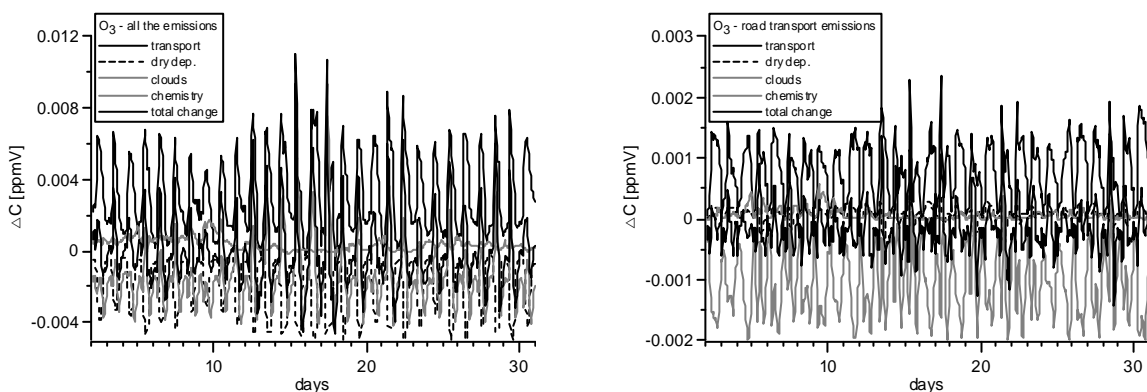 O3 - all the emissions
transport
dry dep.
clouds
chemistry
total change
0.012
0.008
0.004
0
-0.004
△C [ppmV]
10
20
30
days
O3 - road transport emissions
transport
dry dep.
clouds
chemistry
total change
0.003
0.002
0.001
0
-0.001
-0.002
△C [ppmV]
10
20
30
days